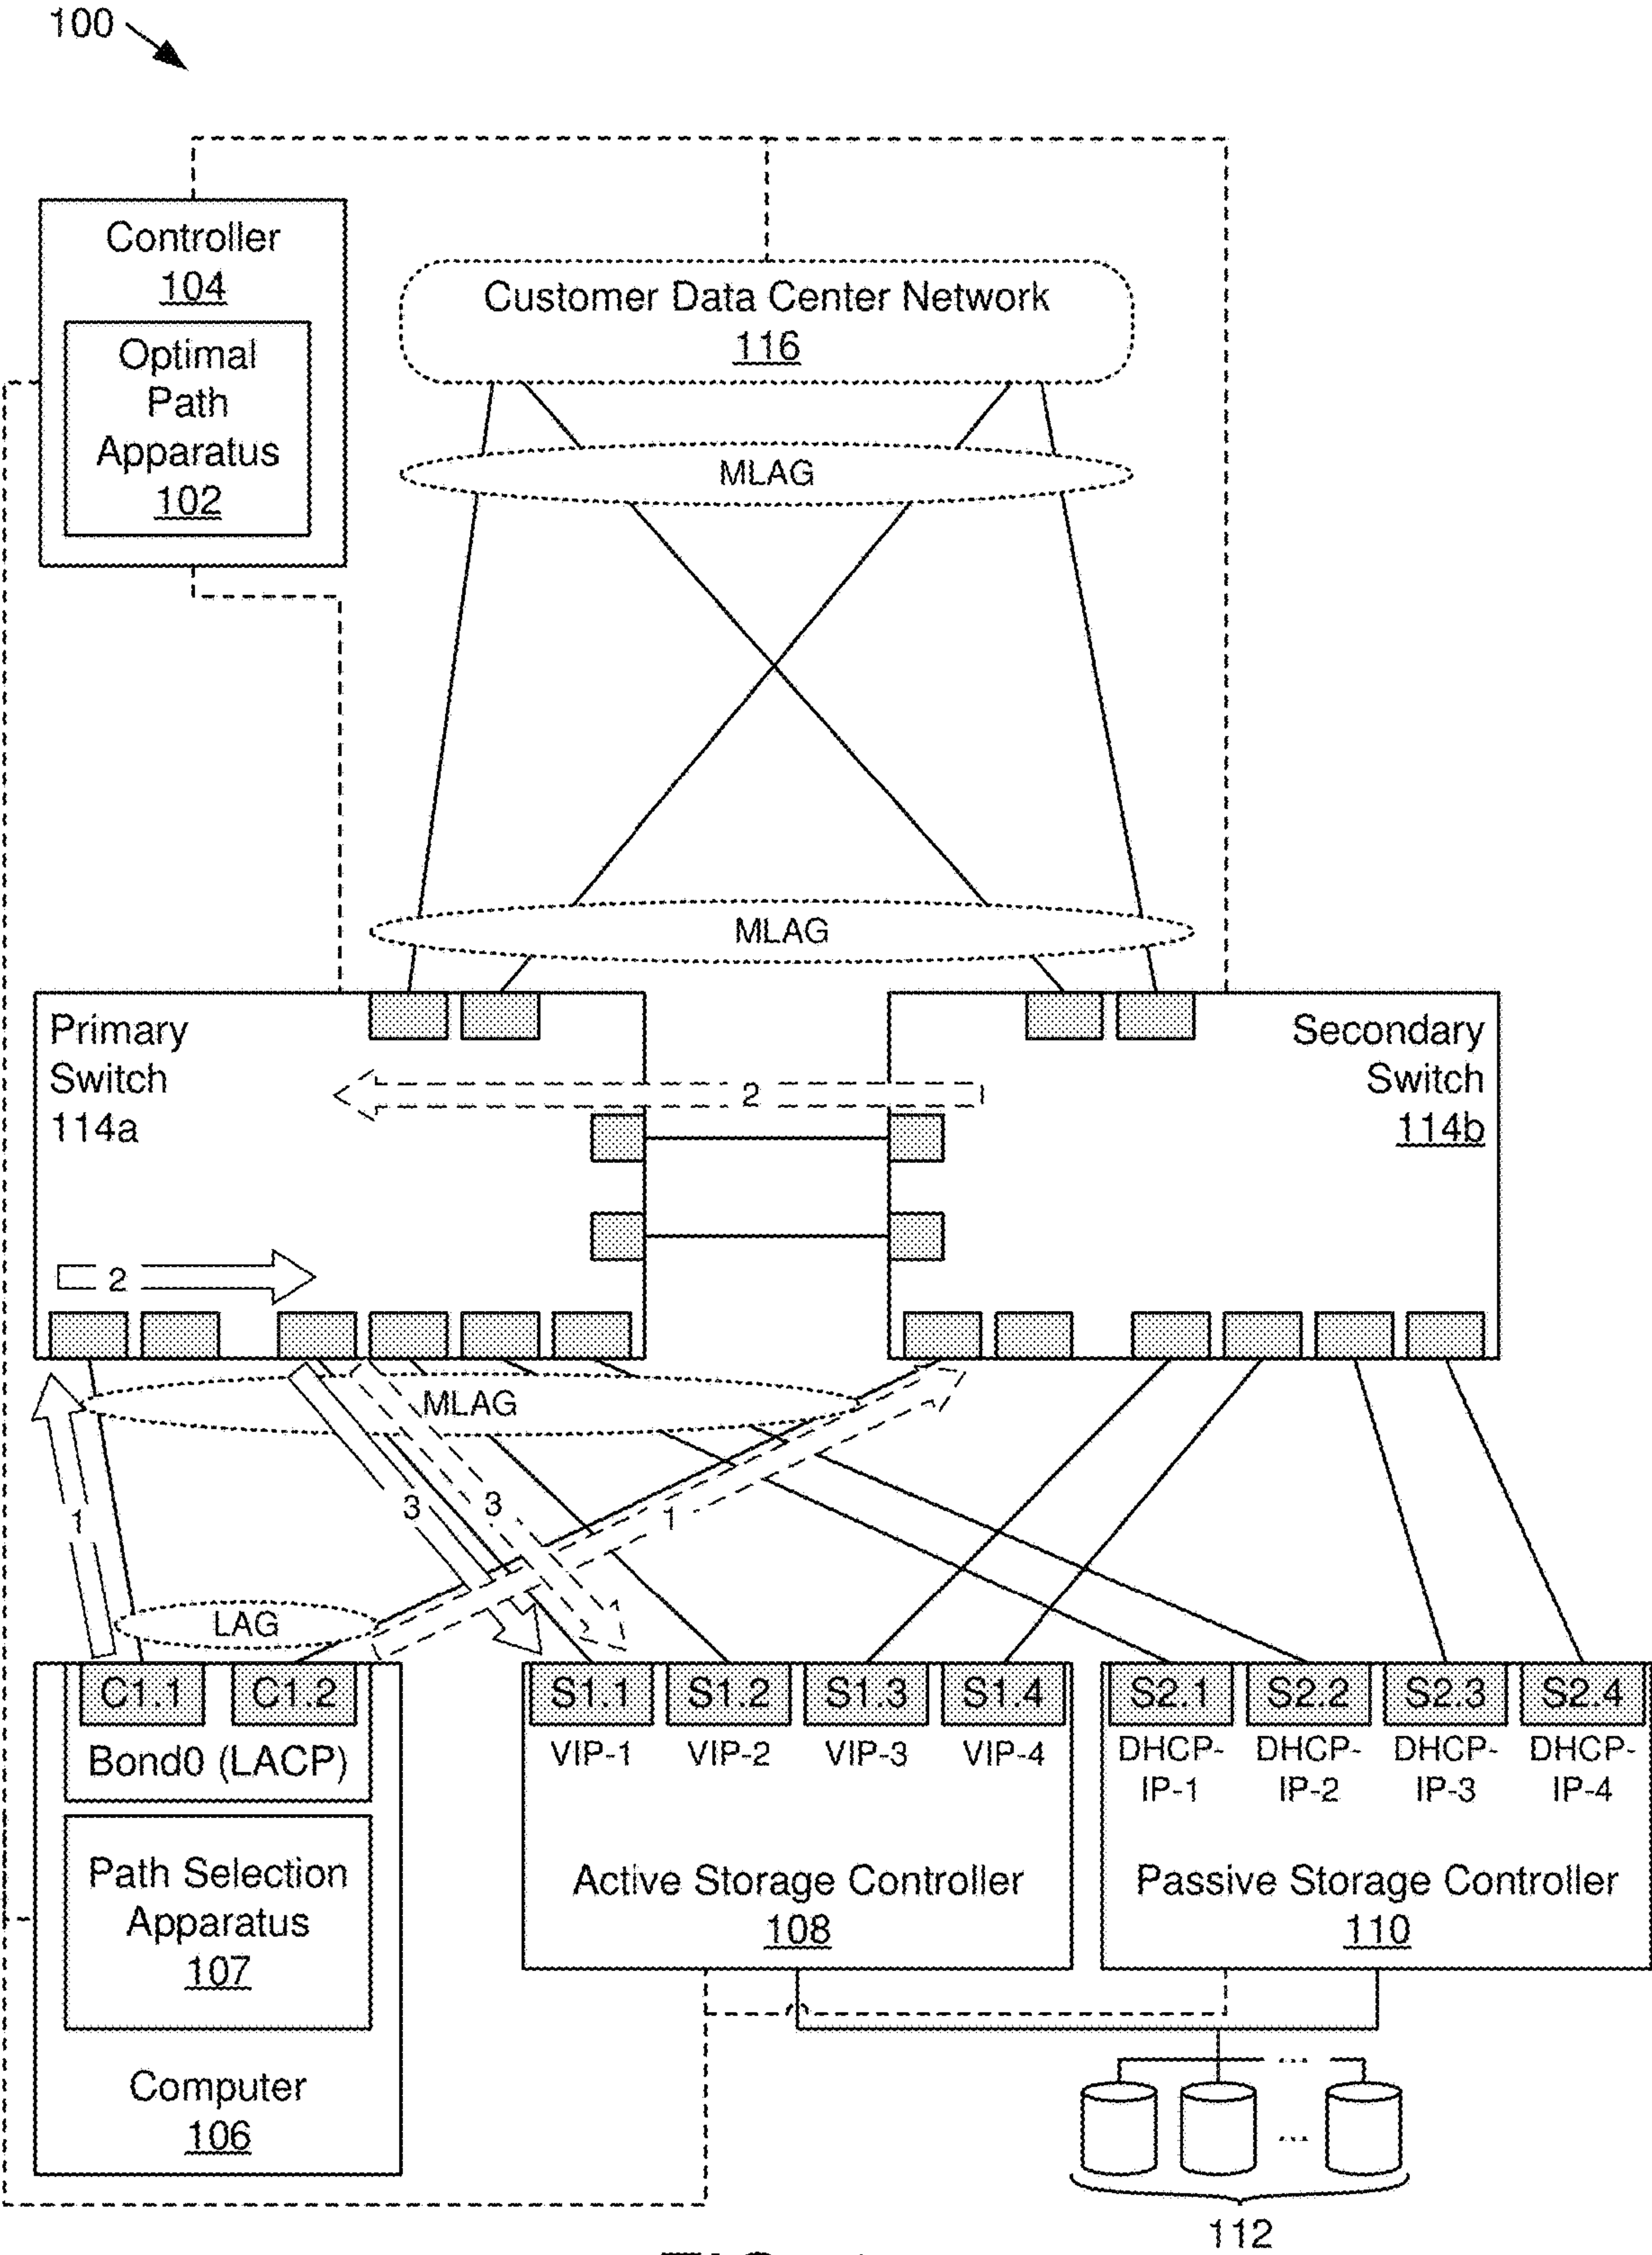 100
Controller
104
Optimal
Path
Apparatus
102
Customer Data Center Network
116
MLAG
MLAG
Primary
Switch
114a
Secondary
Switch
114b
2
2
MLAG
1
3
3
1
LAG
C1.1
C1.2
Bond0 (LACP)
Path Selection
Apparatus
107
Computer
106
S1.1
S1.2
S1.3
S1.4
VIP-1
VIP-2
VIP-3
VIP-4
Active Storage Controller
108
S2.1
S2.2
S2.3
S2.4
DHCP-
IP-1
DHCP-
IP-2
DHCP-
IP-3
DHCP-
IP-4
Passive Storage Controller
110
...
...
112